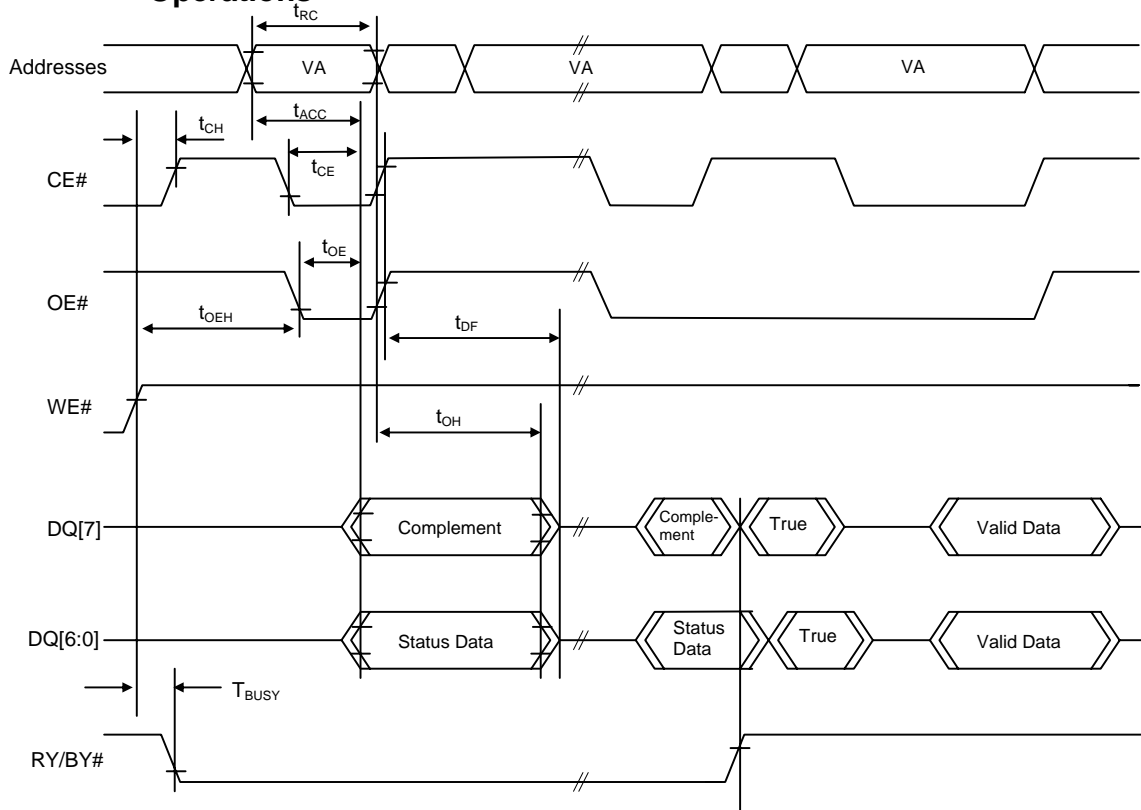 Operations
tRC
Addresses
VA
VA
VA
tACC
tCH
tCE
CE#
tOE
OE#
tOEH
tDF
WE#
tOH
DQ[7]
Complement
Comple-
ment
True
Valid Data
DQ[6:0]
Status Data
Status
Data
True
Valid Data
TBUSY
RY/BY#